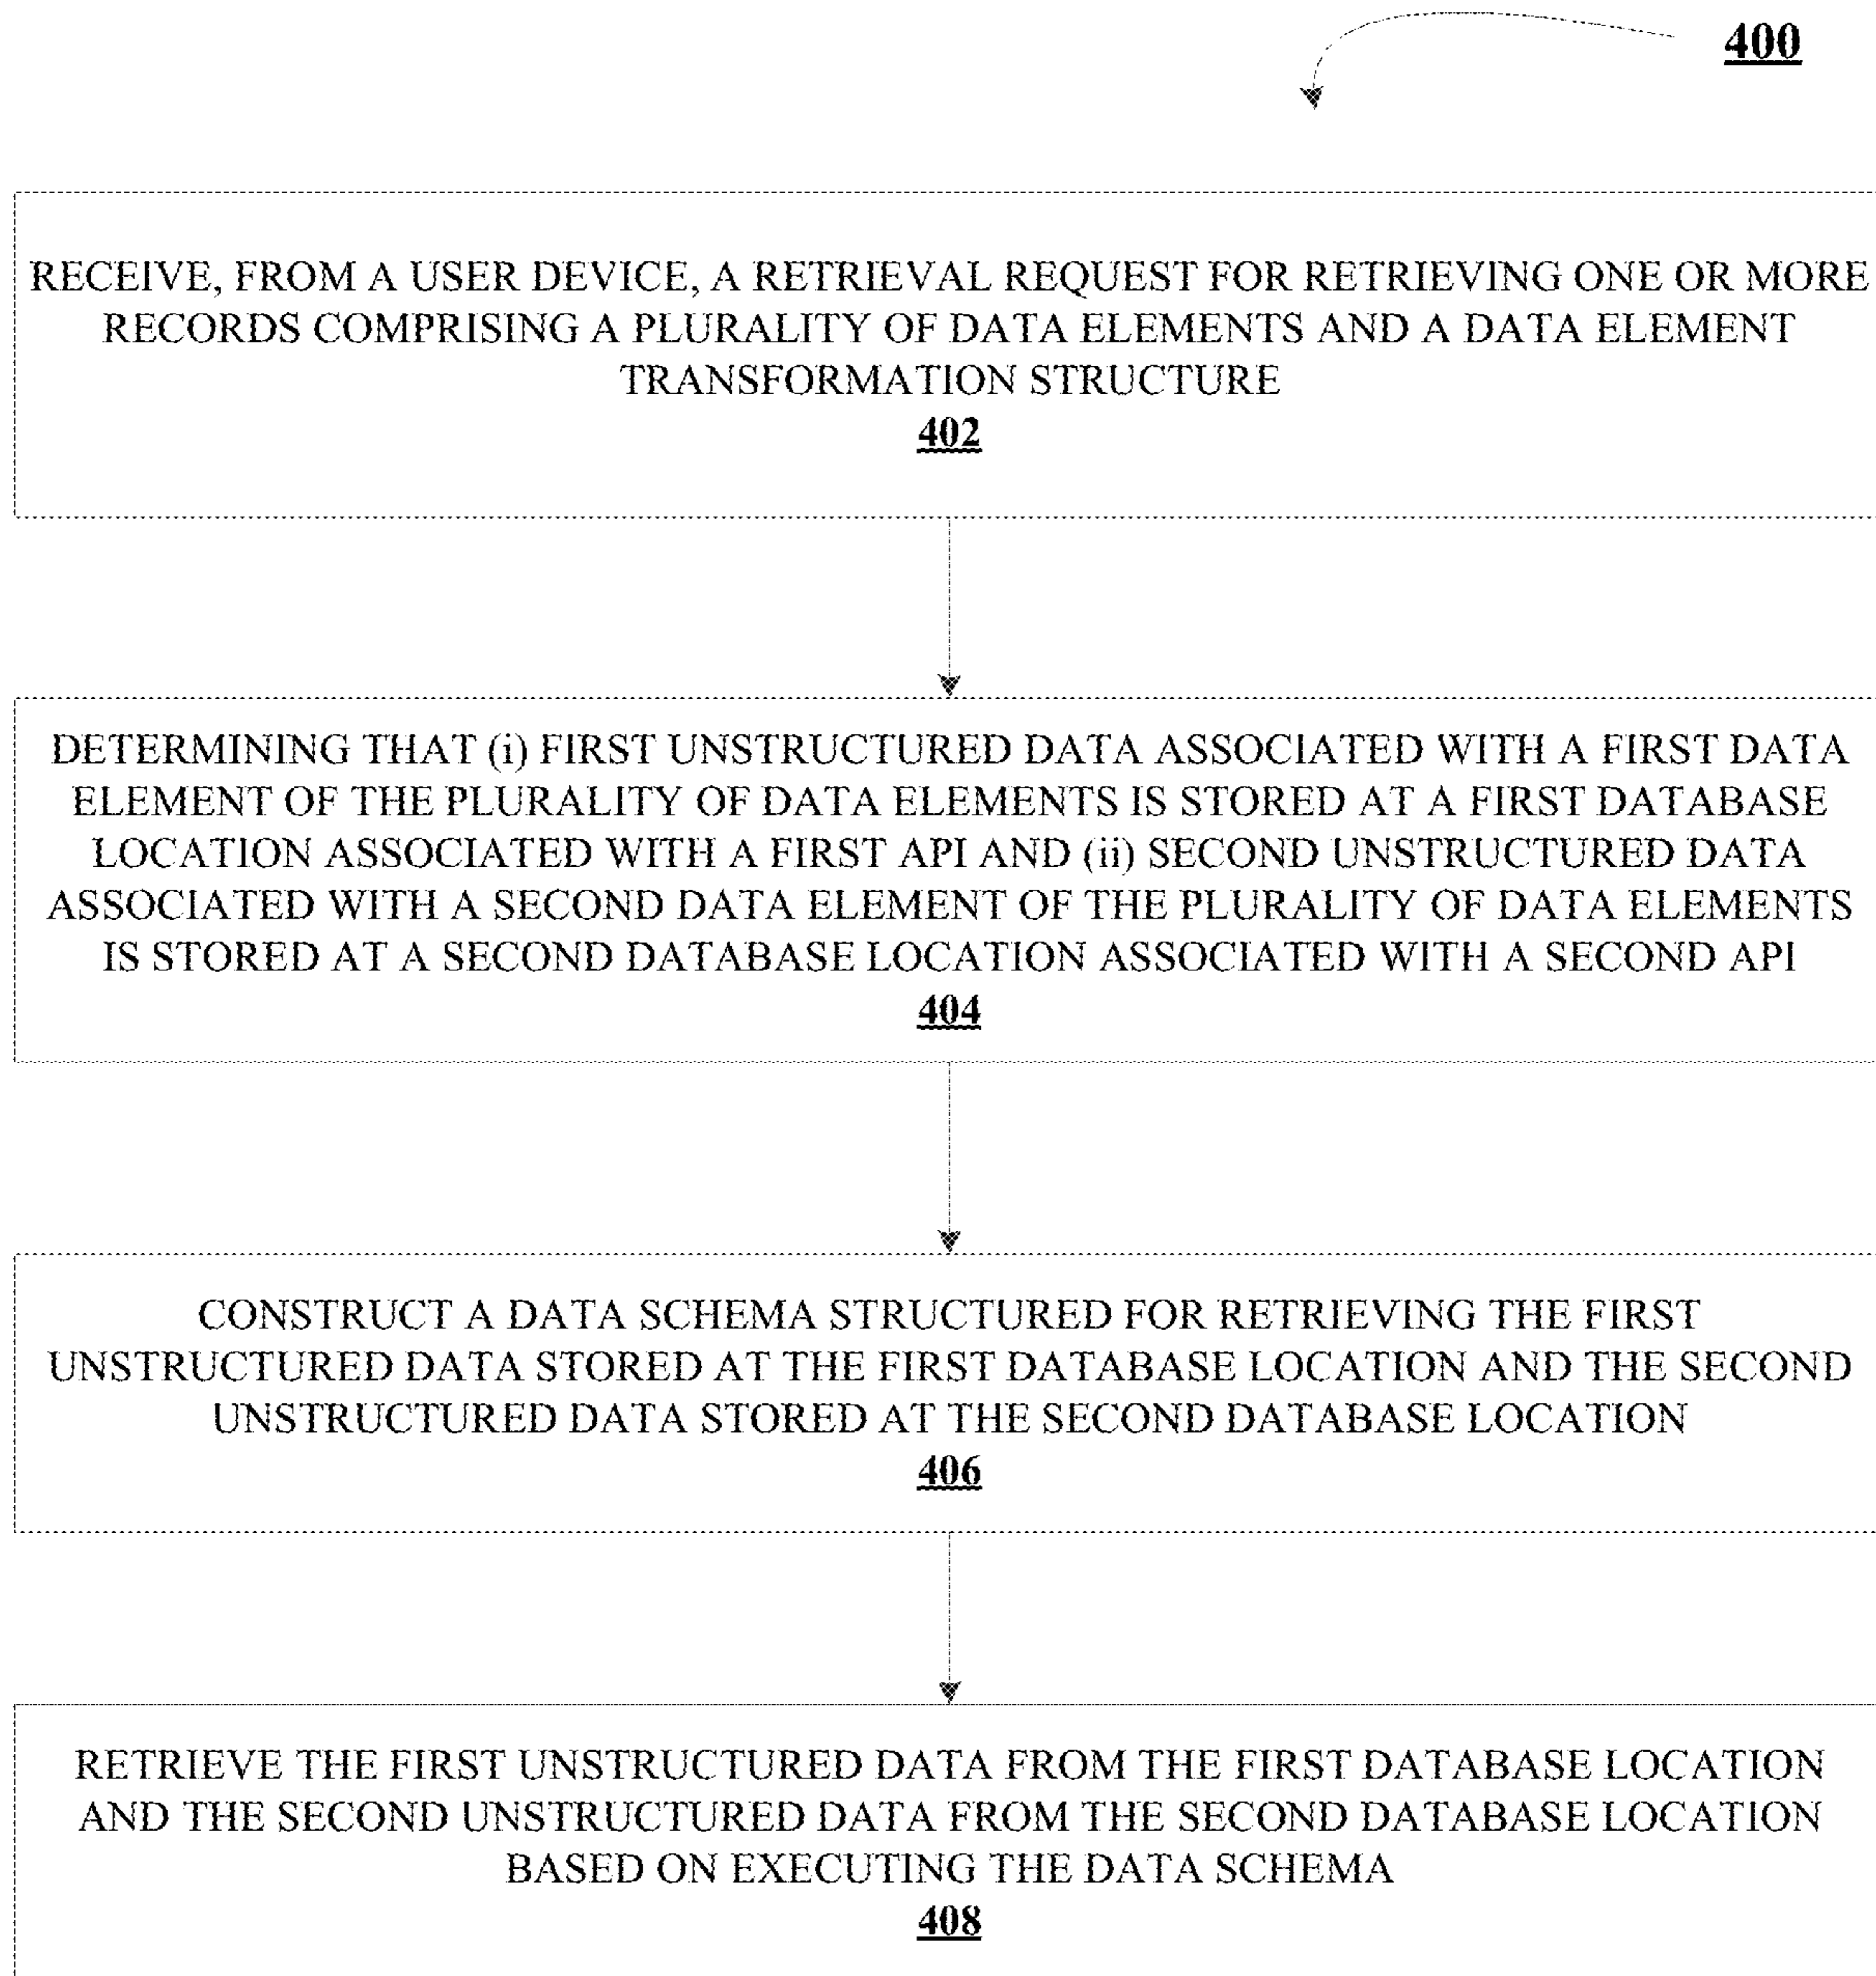 400
RECEIVE, FROM A USER DEVICE, A RETRIEVAL REQUEST FOR RETRIEVING ONE OR MORE
RECORDS COMPRISING A PLURALITY OF DATA ELEMENTS AND A DATA ELEMENT
TRANSFORMATION STRUCTURE
402
DETERMINING THAT (i) FIRST UNSTRUCTURED DATA ASSOCIATED WITH A FIRST DATA
ELEMENT OF THE PLURALITY OF DATA ELEMENTS IS STORED AT A FIRST DATABASE
LOCATION ASSOCIATED WITH A FIRST API AND (ii) SECOND UNSTRUCTURED DATA
ASSOCIATED WITH A SECOND DATA ELEMENT OF THE PLURALITY OF DATA ELEMENTS
IS STORED AT A SECOND DATABASE LOCATION ASSOCIATED WITH A SECOND API
404
CONSTRUCT A DATA SCHEMA STRUCTURED FOR RETRIEVING THE FIRST
UNSTRUCTURED DATA STORED AT THE FIRST DATABASE LOCATION AND THE SECOND
UNSTRUCTURED DATA STORED AT THE SECOND DATABASE LOCATION
406
RETRIEVE THE FIRST UNSTRUCTURED DATA FROM THE FIRST DATABASE LOCATION
AND THE SECOND UNSTRUCTURED DATA FROM THE SECOND DATABASE LOCATION
BASED ON EXECUTING THE DATA SCHEMA
408